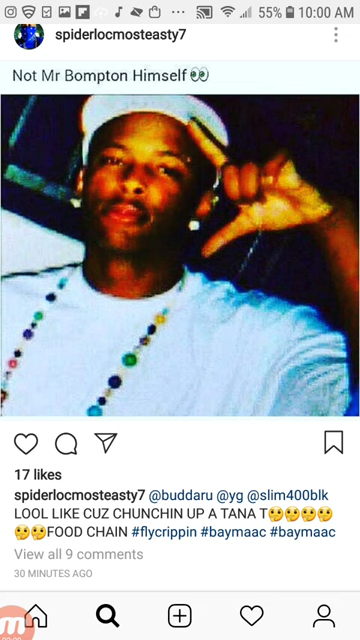 55% 10:00 AM
spiderlocmosteasty7
Not Mr Bompton Himself👀
17 likes
spiderlocmosteasty7 @buddaru @yg @slim400blk
LOOL LIKE CUZ CHUNCHIN UP A TANA T🤔🤔🤔🤔
🤔🤔FOOD CHAIN #flycrippin #baymaac #baymaac
View all 9 comments
30 MINUTES AGO